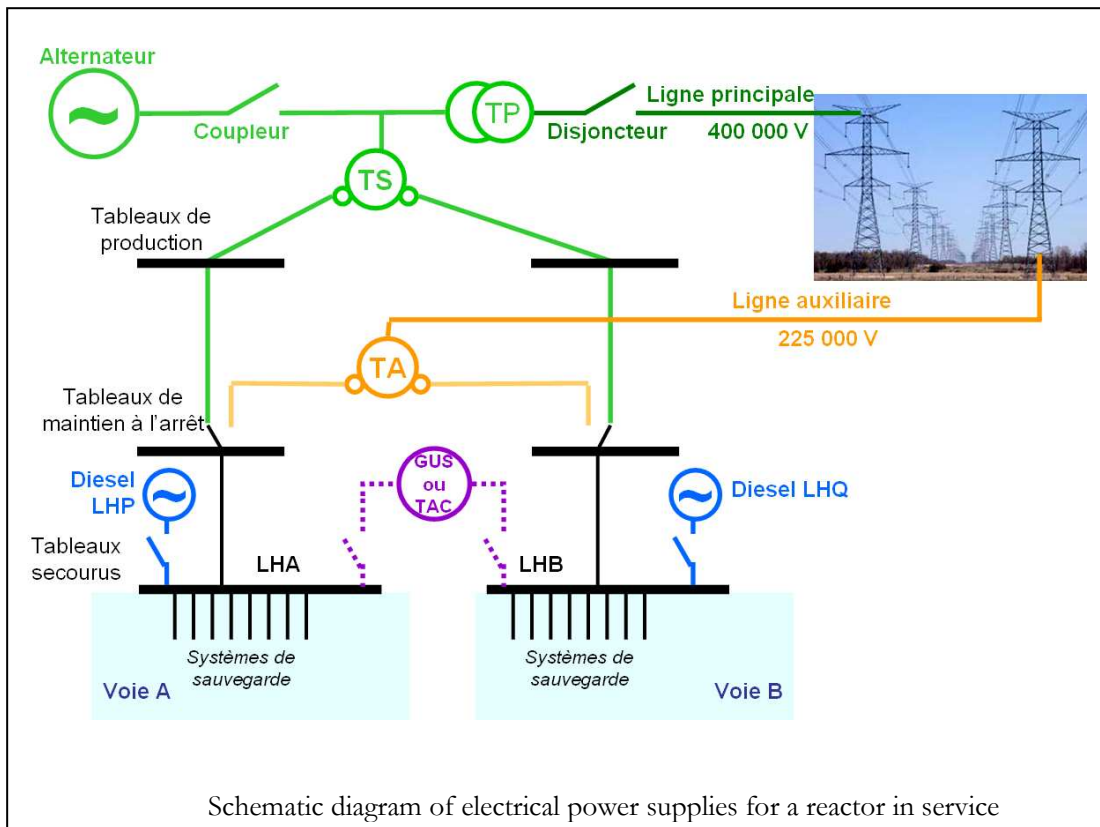 Alternateur
Coupleur
TP
Disjoncteur
Ligne principale
400 000 V
TS
Tableaux de
production
Ligne auxiliaire
225 000 V
TA
Tableaux de
maintien à l'arrêt
Diesel
LHP
GUS
ou
TAC
Diesel LHQ
Tableaux
secourus
LHA
LHB
Systèmes de
sauvegarde
Voie A
Systèmes de
sauvegarde
Voie B
Schematic diagram of electrical power supplies for a reactor in service